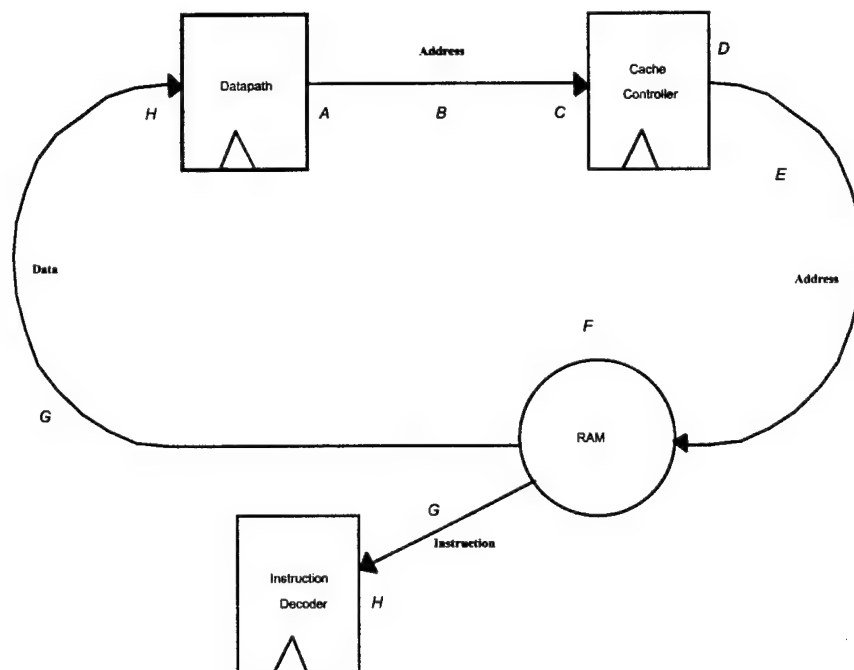 Address
D
Datapath
Cache
Controller
H
A
B
C
E
Data
Address
F
G
RAM
G
Instruction
Instruction
Decoder
H